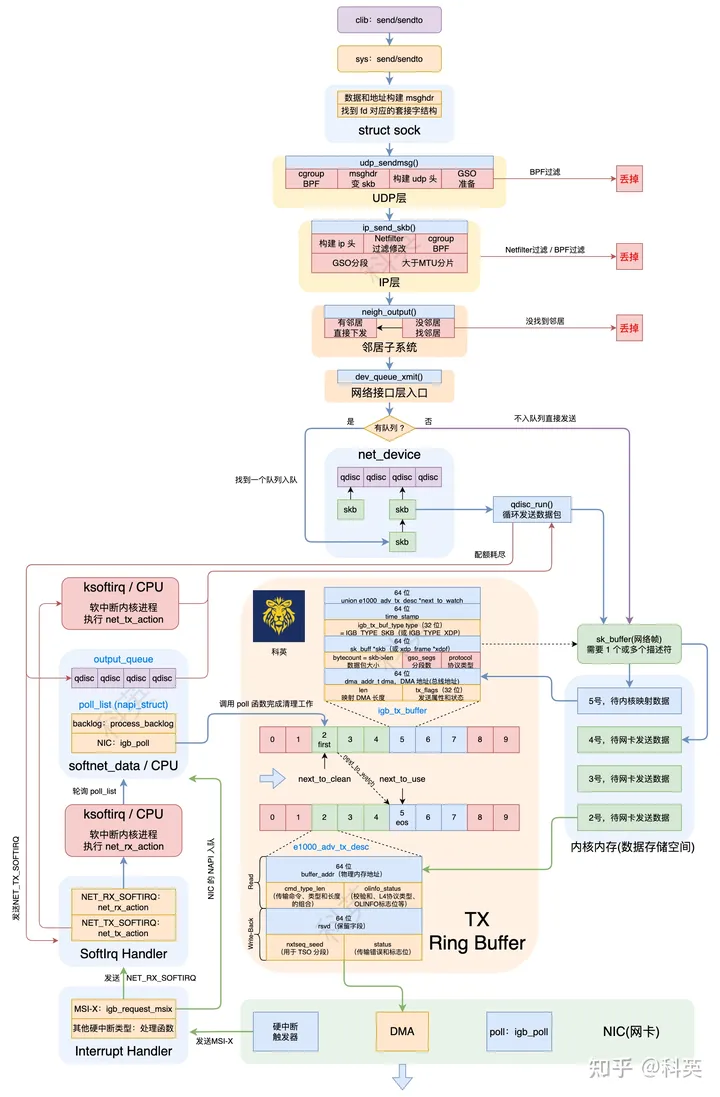 clib：send/sendto
sys：send/sendto
数据和地址构建 msghdr
找到 fd 对应的套接字结构
struct sock
udp_sendmsg()
cgroup
BPF
msghdr
变 skb
构建 udp 头
GSO
准备
UDP层
BPF过滤
丢掉
ip_send_skb()
构建 ip 头
Netfilter
过滤修改
cgroup
BPF
GSO分段
大于MTU分片
IP层
Netfilter过滤 / BPF过滤
丢掉
neigh_output()
有邻居
直接下发
没邻居
找邻居
邻居子系统
没找到邻居
丢掉
dev_queue_xmit()
网络接口层入口
是
有队列？
否
不入队列直接发送
找到一个队列入队
net_device
qdisc qdisc qdisc qdisc
skb
skb
skb
qdisc_run()
循环发送数据包
配额耗尽
ksoftirq / CPU
软中断内核进程
执行 net_tx_action
output_queue
qdisc qdisc qdisc qdisc
poll_list (napi_struct)
backlog：process_backlog
NIC：igb_poll
softnet_data / CPU
轮询 poll_list
ksoftirq / CPU
软中断内核进程
执行 net_rx_action
发送NET_TX_SOFTIRQ
NET_RX_SOFTIRQ：
net_rx_action
NET_TX_SOFTIRQ：
net_tx_action
SoftIrq Handler
发送 NET_RX_SOFTIRQ
NIC 的 NAPI 入队
MSI-X：igb_request_msix
其他硬中断类型：处理函数
Interrupt Handler
发送MSI-X
调用 poll 函数完成清理工作
科英
64 位
union e1000_adv_tx_desc *next_to_watch
64 位
time_stamp
igb_tx_buf_type type（32 位）
= IGB_TYPE_SKB（或 IGB_TYPE_XDP）
64 位
sk_buff *skb（或 xdp_frame *xdpf）
bytecount = skb->len
数据包大小
gso_segs
分段数
protocol
协议类型
64 位
dma_addr_t dma，DMA 地址(总线地址)
len
映射 DMA 长度
tx_flags（32 位）
发送属性和状态
igb_tx_buffer
0 1 2 3 4 5 6 7 8 9
first
next_to_clean
next_to_watch
next_to_use
0 1 2 3 4 5 6 7 8 9
eos
e1000_adv_tx_desc
Read
64 位
buffer_addr（物理内存地址）
cmd_type_len
（传输命令、类型和长度
的组合）
olinfo_status
（校验和、L4协议类型、
OLINFO标志位等）
Write-Back
64 位
rsvd（保留字段）
nxtseq_seed
（用于 TSO 分段）
status
（传输错误和标志位）
TX
Ring Buffer
sk_buffer(网络帧)
需要 1 个或多个描述符
5号，待内核映射数据
4号，待网卡发送数据
3号，待网卡发送数据
2号，待网卡发送数据
内核内存(数据存储空间)
硬中断
触发器
DMA
poll：igb_poll
NIC(网卡)
知乎 @科英